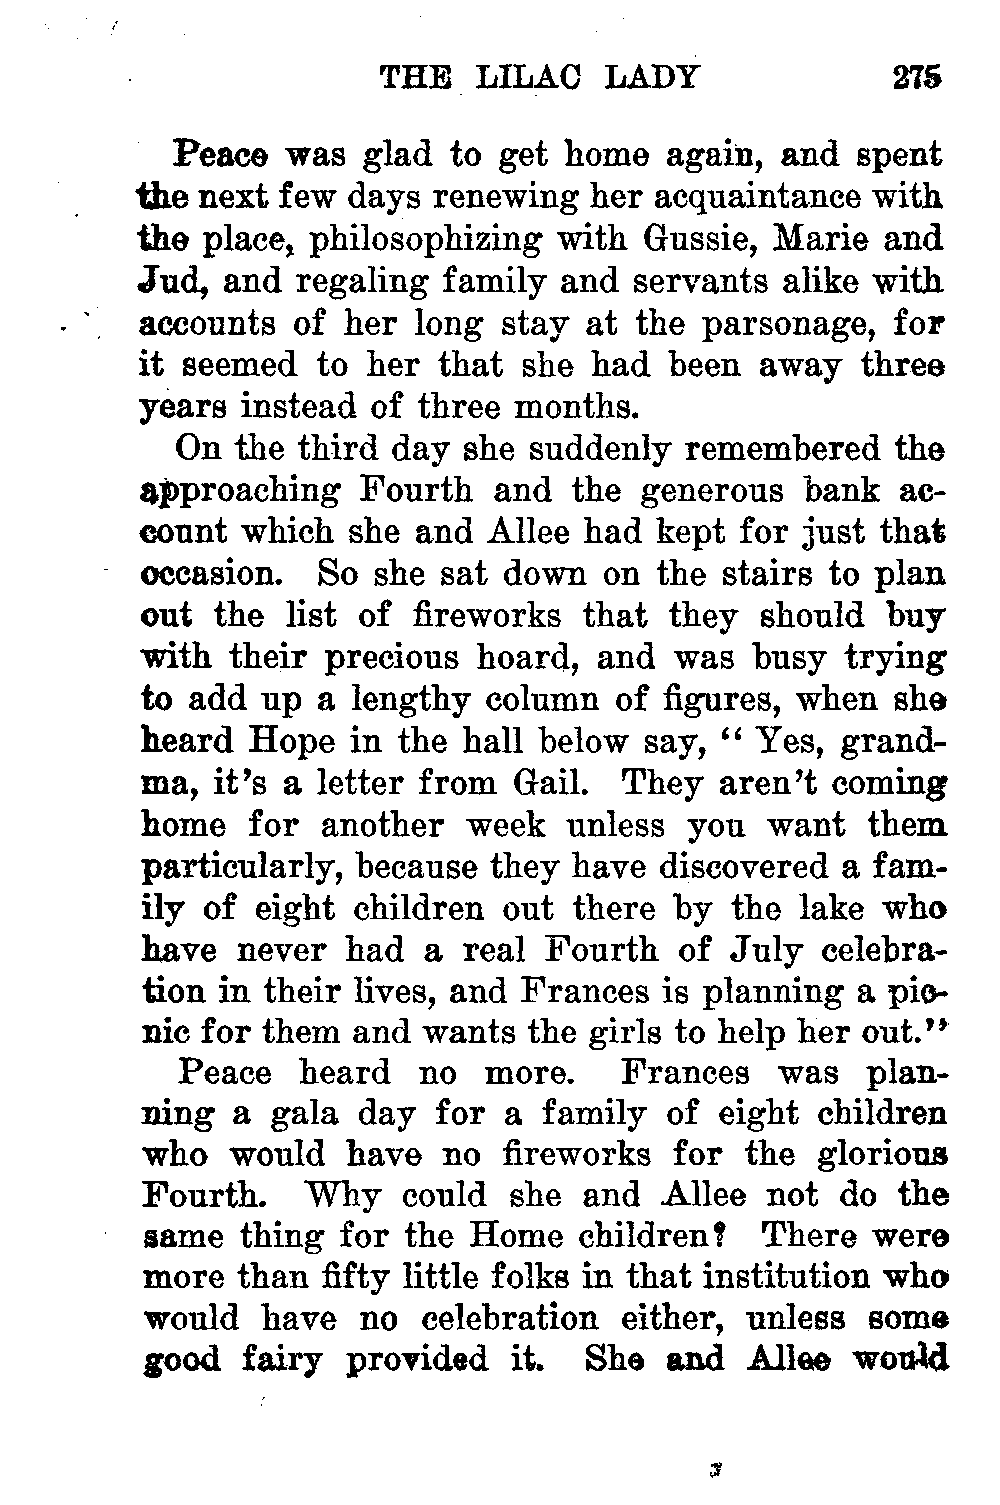 THE LILAC LADY 275
Peace was glad to get home again, and spent
the next few days renewing her acquaintance with
the place, philosophizing with Gussie, Marie and
Jud, and regaling family and servants alike with
accounts of her long stay at the parsonage, for
it seemed to her that she had been away three
years instead of three months.
On the third day she suddenly remembered the
approaching Fourth and the generous bank ac-
count which she and Allee had kept for just that
occasion. So she sat down on the stairs to plan
out the list of fireworks that they should buy
with their precious hoard, and was busy trying
to add up a lengthy column of figures, when she
heard Hope in the hall below say, “ Yes, grand-
ma, it's a letter from Gail. They aren't coming
home for another week unless you want them
particularly, because they have discovered a fam-
ily of eight children out there by the lake who
have never had a real Fourth of July celebra-
tion in their lives, and Frances is planning a pic-
nic for them and wants the girls to help her out.”
Peace heard no more. Frances was plan-
ning a gala day for a family of eight children
who would have no fireworks for the glorious
Fourth. Why could she and Allee not do the
same thing for the Home children? There were
more than fifty little folks in that institution who
would have no celebration either, unless some
good fairy provided it. She and Allee would